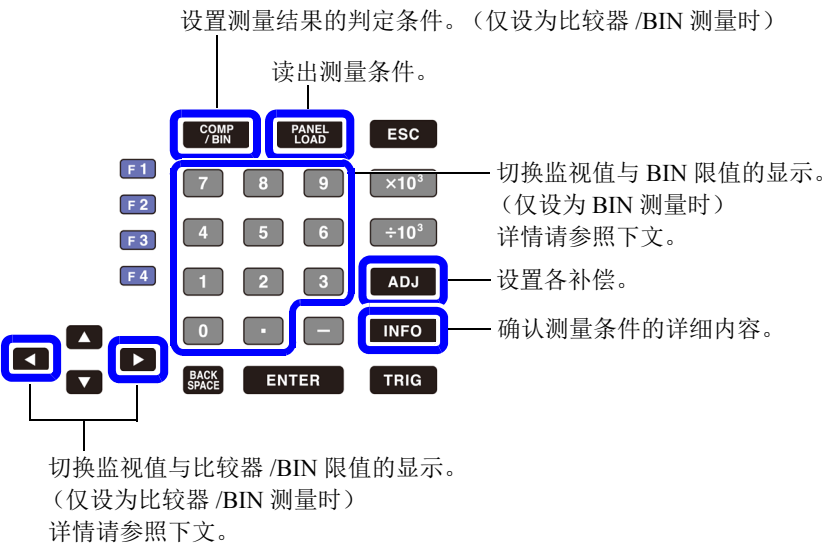 设置测量结果的判定条件。（仅设为比较器 /BIN 测量时）
读出测量条件。
COMP
/ BIN
PANEL
LOAD
ESC
F 1
7
8
9
×10³
切换监视值与 BIN 限值的显示。
（仅设为 BIN 测量时）
详情请参照下文。
F 2
F 3
4
5
6
÷10³
F 4
1
2
3
ADJ
设置各补偿。
0
.
−
INFO
确认测量条件的详细内容。
BACK
SPACE
ENTER
TRIG
切换监视值与比较器 /BIN 限值的显示。
（仅设为比较器 /BIN 测量时）
详情请参照下文。